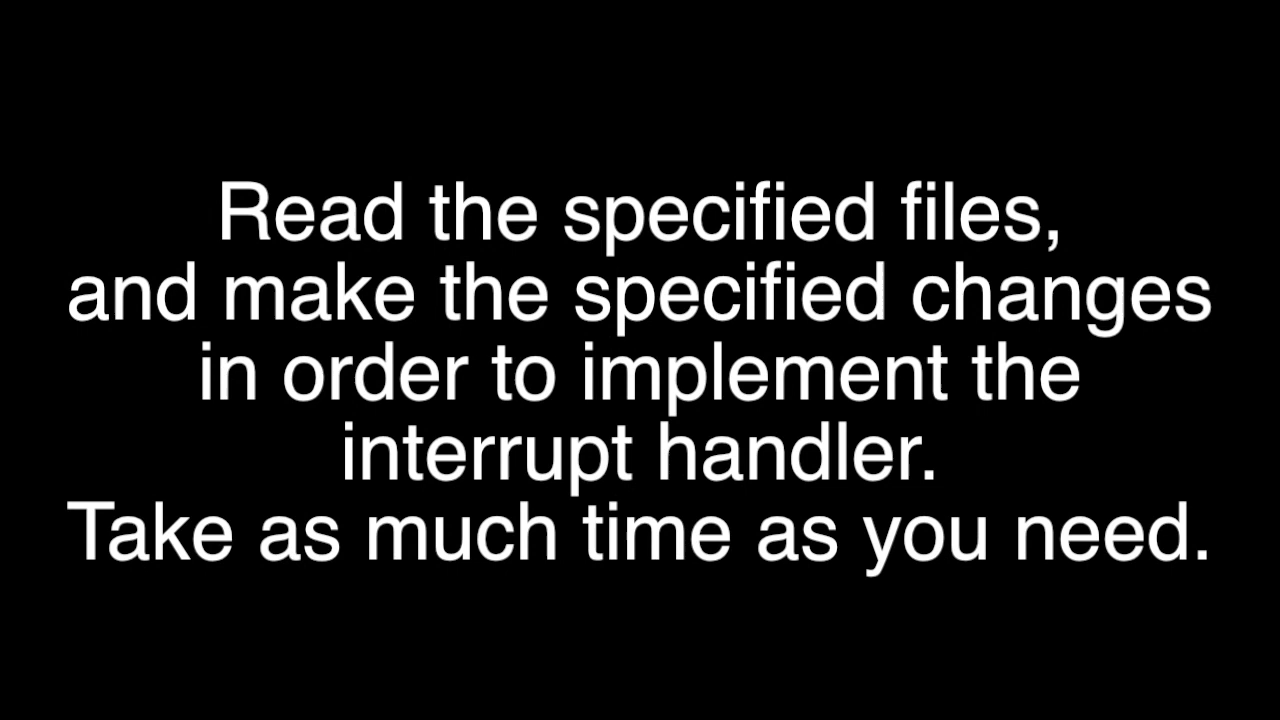 Read the specified files,
and make the specified changes
in order to implement the
interrupt handler.
Take as much time as you need.